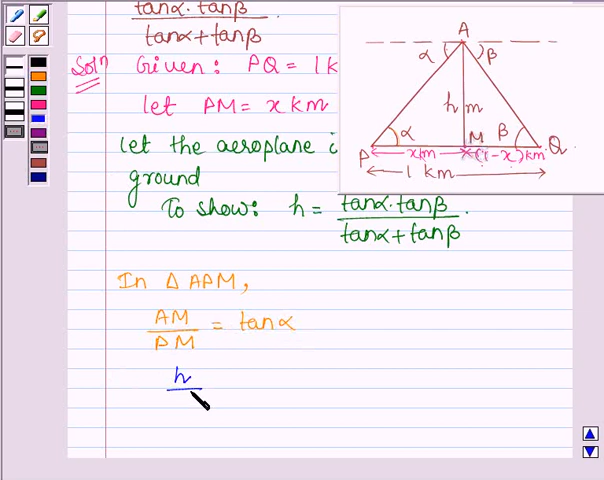 tanα . tanβ
tanα + tanβ
Soln Given: PQ = 1 k
let PM = x km
let the aeroplane
ground
To show: h = tanα . tanβ
tanα + tanβ .
A
α β
h m
α M β
P Q
xkm (1-x) km
1 km
In Δ APM,
AM = tanα
PM
h